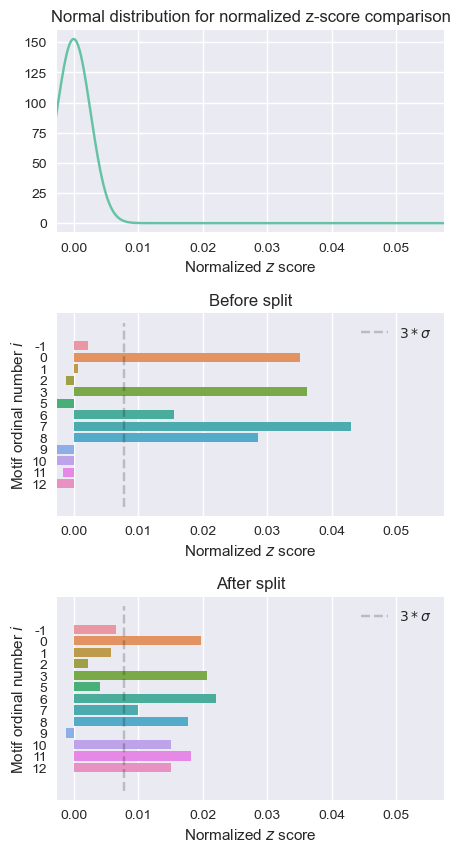 Normal distribution for normalized z-score comparison
150
125
100
75
50
25
0
0.00 0.01 0.02 0.03 0.04 0.05
Normalized z score
Before split
Motif ordinal number i
-1
0
1
2
3
5
6
7
8
9
10
11
12
3 * σ
0.00 0.01 0.02 0.03 0.04 0.05
Normalized z score
After split
Motif ordinal number i
-1
0
1
2
3
5
6
7
8
9
10
11
12
3 * σ
0.00 0.01 0.02 0.03 0.04 0.05
Normalized z score